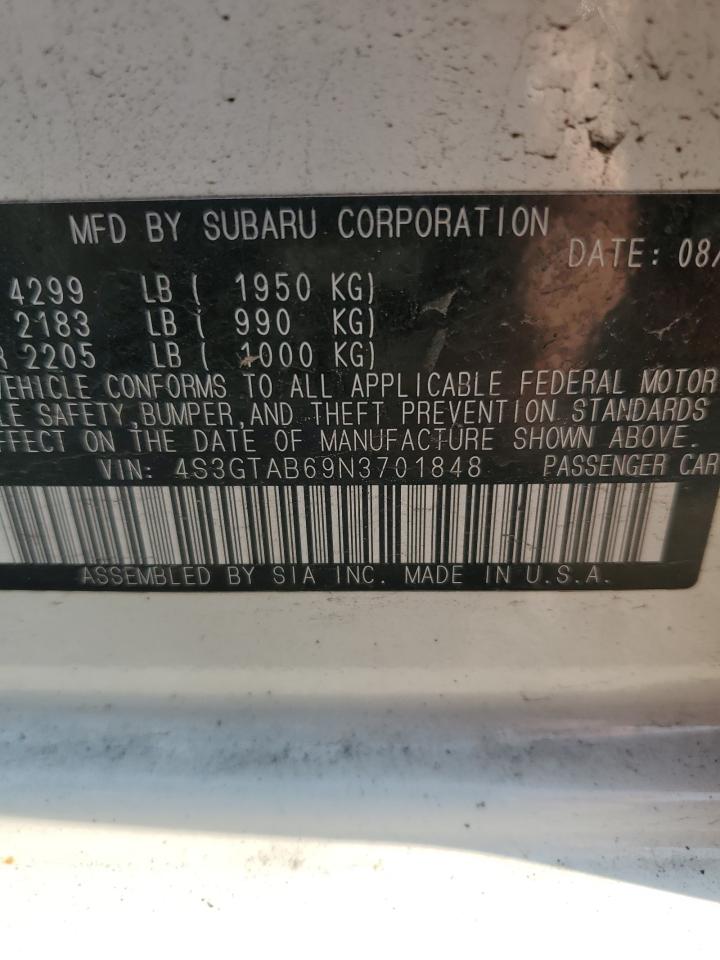 MFD BY SUBARU CORPORATION
DATE: 08/
4299 LB ( 1950 KG)
2183 LB ( 990 KG)
R 2205 LB ( 1000 KG)
VEHICLE CONFORMS TO ALL APPLICABLE FEDERAL MOTOR
LE SAFETY,BUMPER,AND THEFT PREVENTION STANDARDS
EFFECT ON THE DATE OF MANUFACTURE SHOWN ABOVE.
VIN: 4S3GTAB69N3701848 PASSENGER CAR
ASSEMBLED BY SIA INC. MADE IN U.S.A.